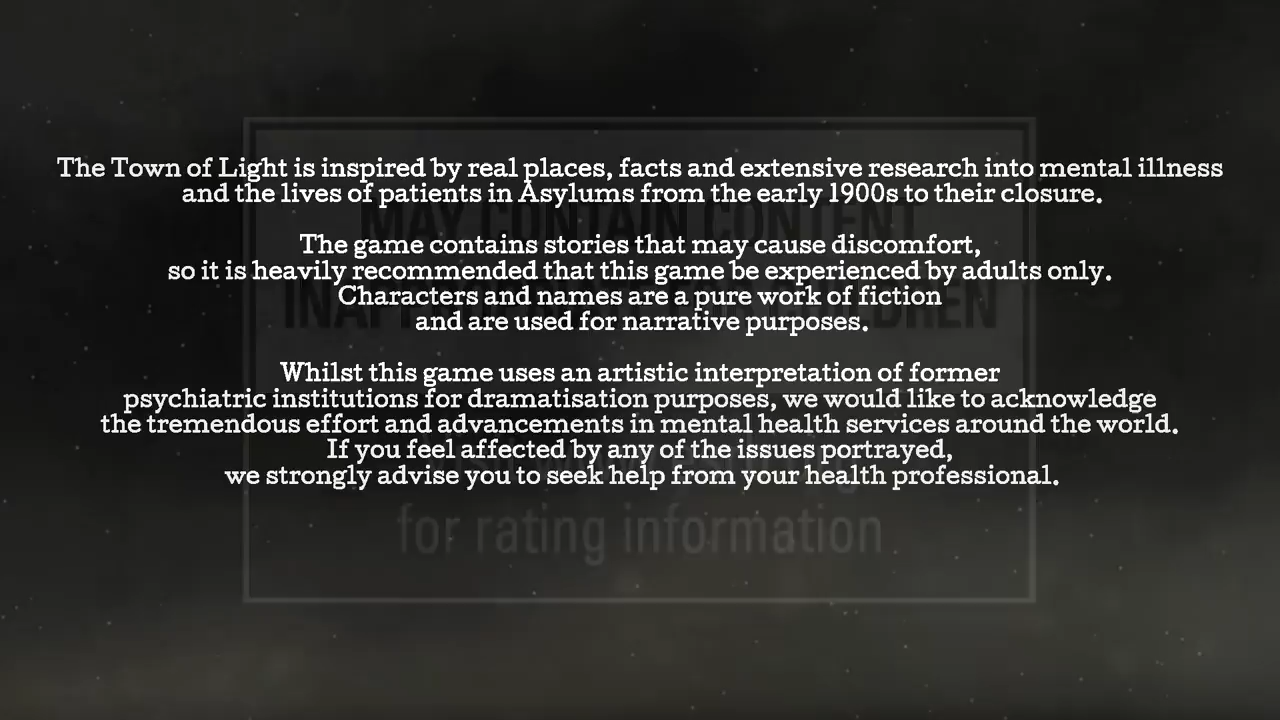 The Town of Light is inspired by real places, facts and extensive research into mental illness
and the lives of patients in Asylums from the early 1900s to their closure.
The game contains stories that may cause discomfort,
so it is heavily recommended that this game be experienced by adults only.
Characters and names are a pure work of fiction
and are used for narrative purposes.
Whilst this game uses an artistic interpretation of former
psychiatric institutions for dramatisation purposes, we would like to acknowledge
the tremendous effort and advancements in mental health services around the world.
If you feel affected by any of the issues portrayed,
we strongly advise you to seek help from your health professional.
MAY CONTAIN CONTENT
INAPPROPRIATE FOR CHILDREN
for rating information